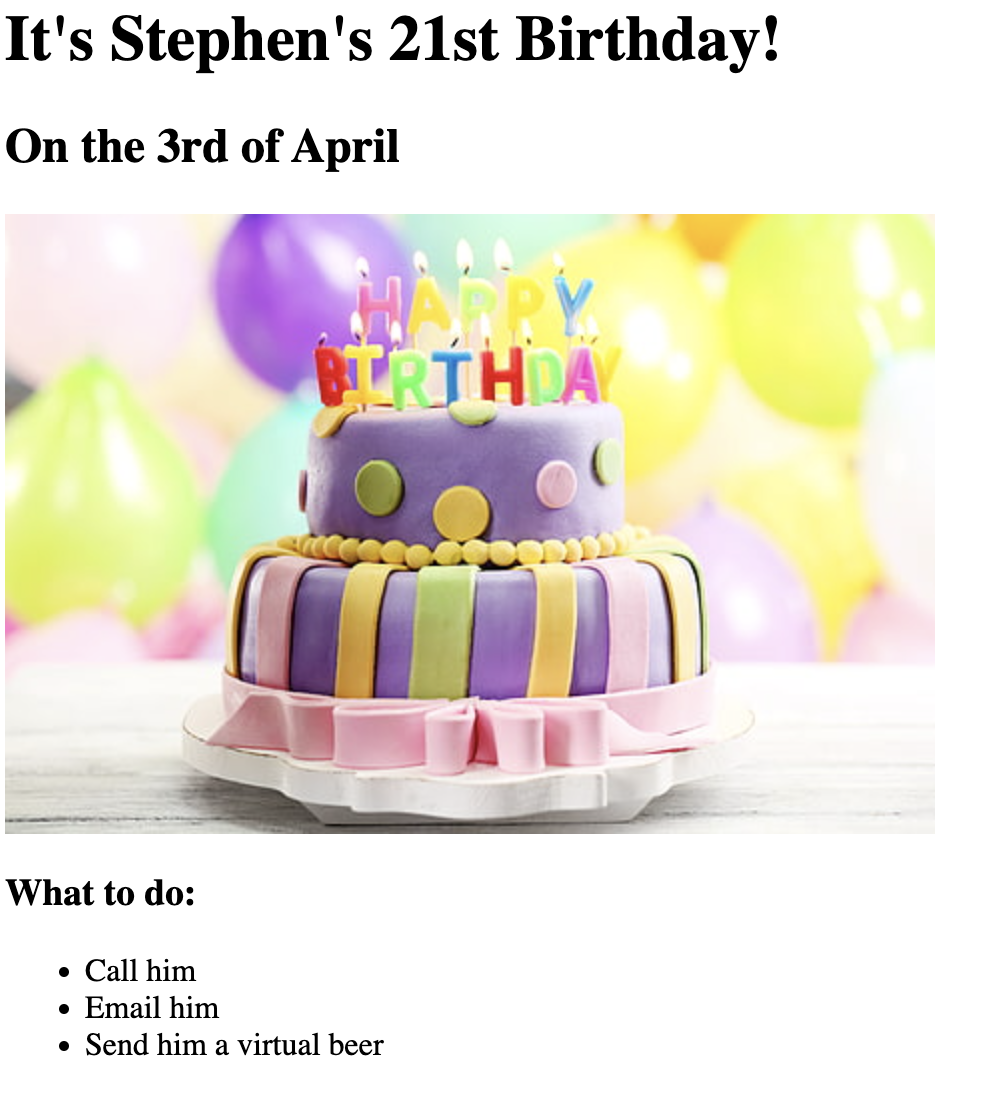 It's Stephen's 21st Birthday!
On the 3rd of April
HAPPY
BIRTHDAY
What to do:
Call him
Email him
Send him a virtual beer